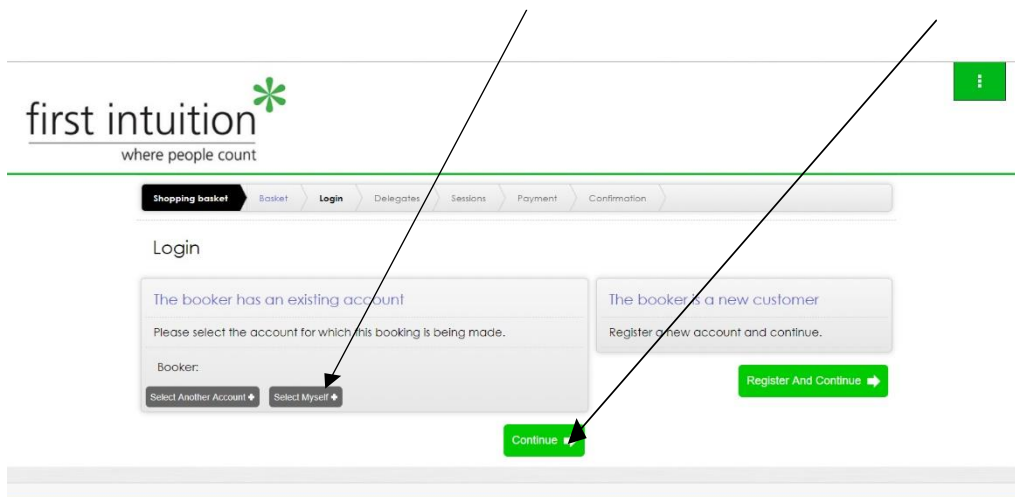 first intuition
where people count
Shopping basket Basket Login Delegates Sessions Payment Confirmation
Login
The booker has an existing account
Please select the account for which this booking is being made.
Booker:
Select Another Account
Select Myself
Continue
The booker is a new customer
Register a new account and continue.
Register And Continue